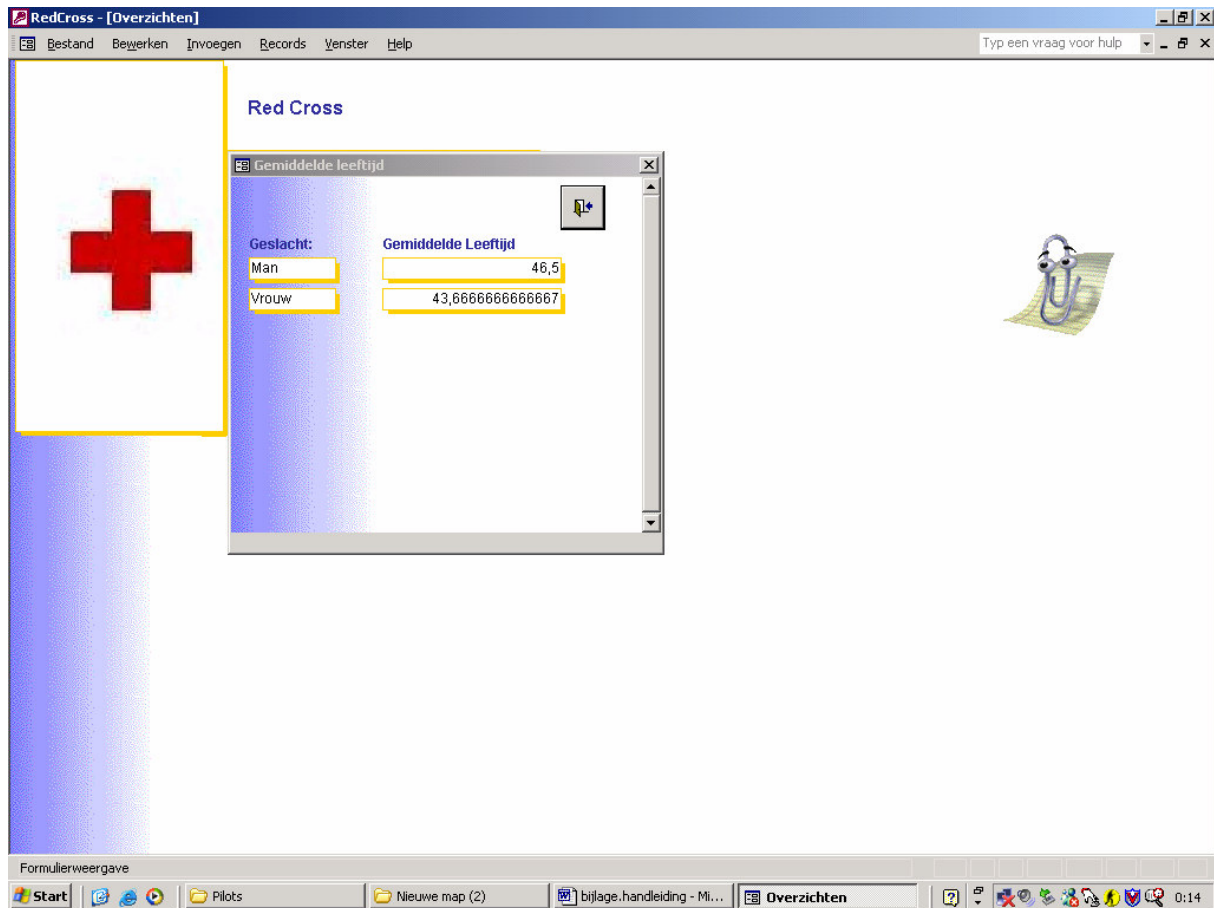 RedCross - [Overzichten]
Bestand Bewerken Invoegen Records Venster Help Typ een vraag voor hulp
Red Cross
Gemiddelde leeftijd
Geslacht: Gemiddelde Leeftijd
Man 46,5
Vrouw 43,6666666666667
Formulierweergave
Start Pilots Nieuwe map (2) bijlage.handleiding - Mi... Overzichten 0:14